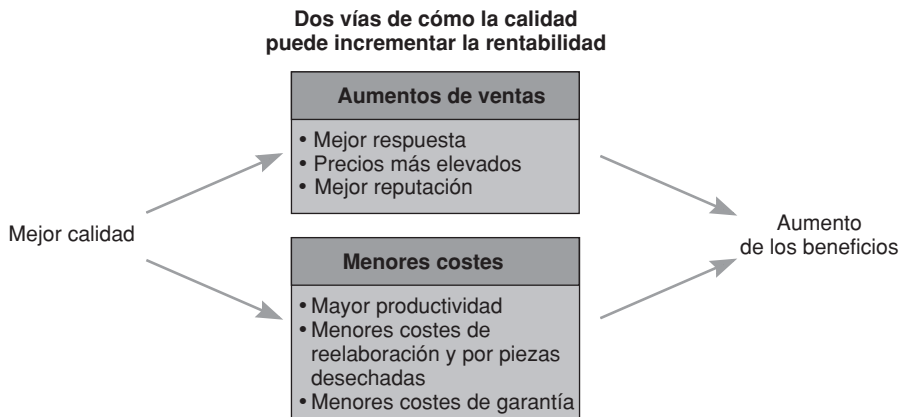 Dos vías de cómo la calidad
puede incrementar la rentabilidad
Aumentos de ventas
• Mejor respuesta
• Precios más elevados
• Mejor reputación
Mejor calidad
Aumento
de los beneficios
Menores costes
• Mayor productividad
• Menores costes de
reelaboración y por piezas
desechadas
• Menores costes de garantía